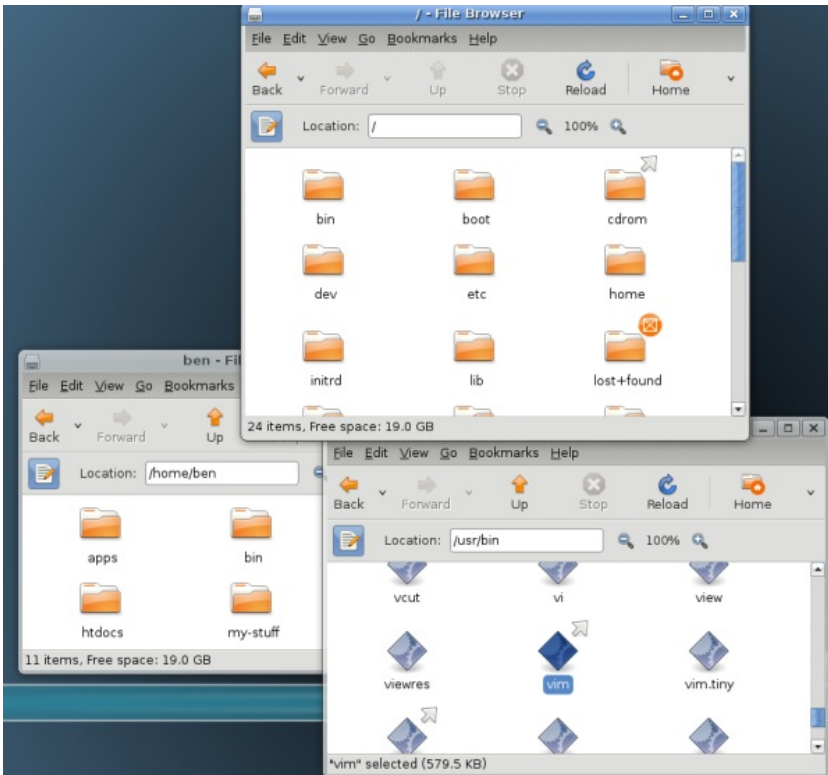 / - File Browser
File Edit View Go Bookmarks Help
Back Forward Up Stop Reload Home
Location: / 100%
bin boot cdrom
dev etc home
initrd lib lost+found
24 items, Free space: 19.0 GB
ben - Fil
File Edit View Go Bookmarks
Back Forward Up
Location: /home/ben
apps bin
htdocs my-stuff
11 items, Free space: 19.0 GB
File Edit View Go Bookmarks Help
Back Forward Up Stop Reload Home
Location: /usr/bin 100%
vcut vi view
viewres vim vim.tiny
"vim" selected (579.5 KB)